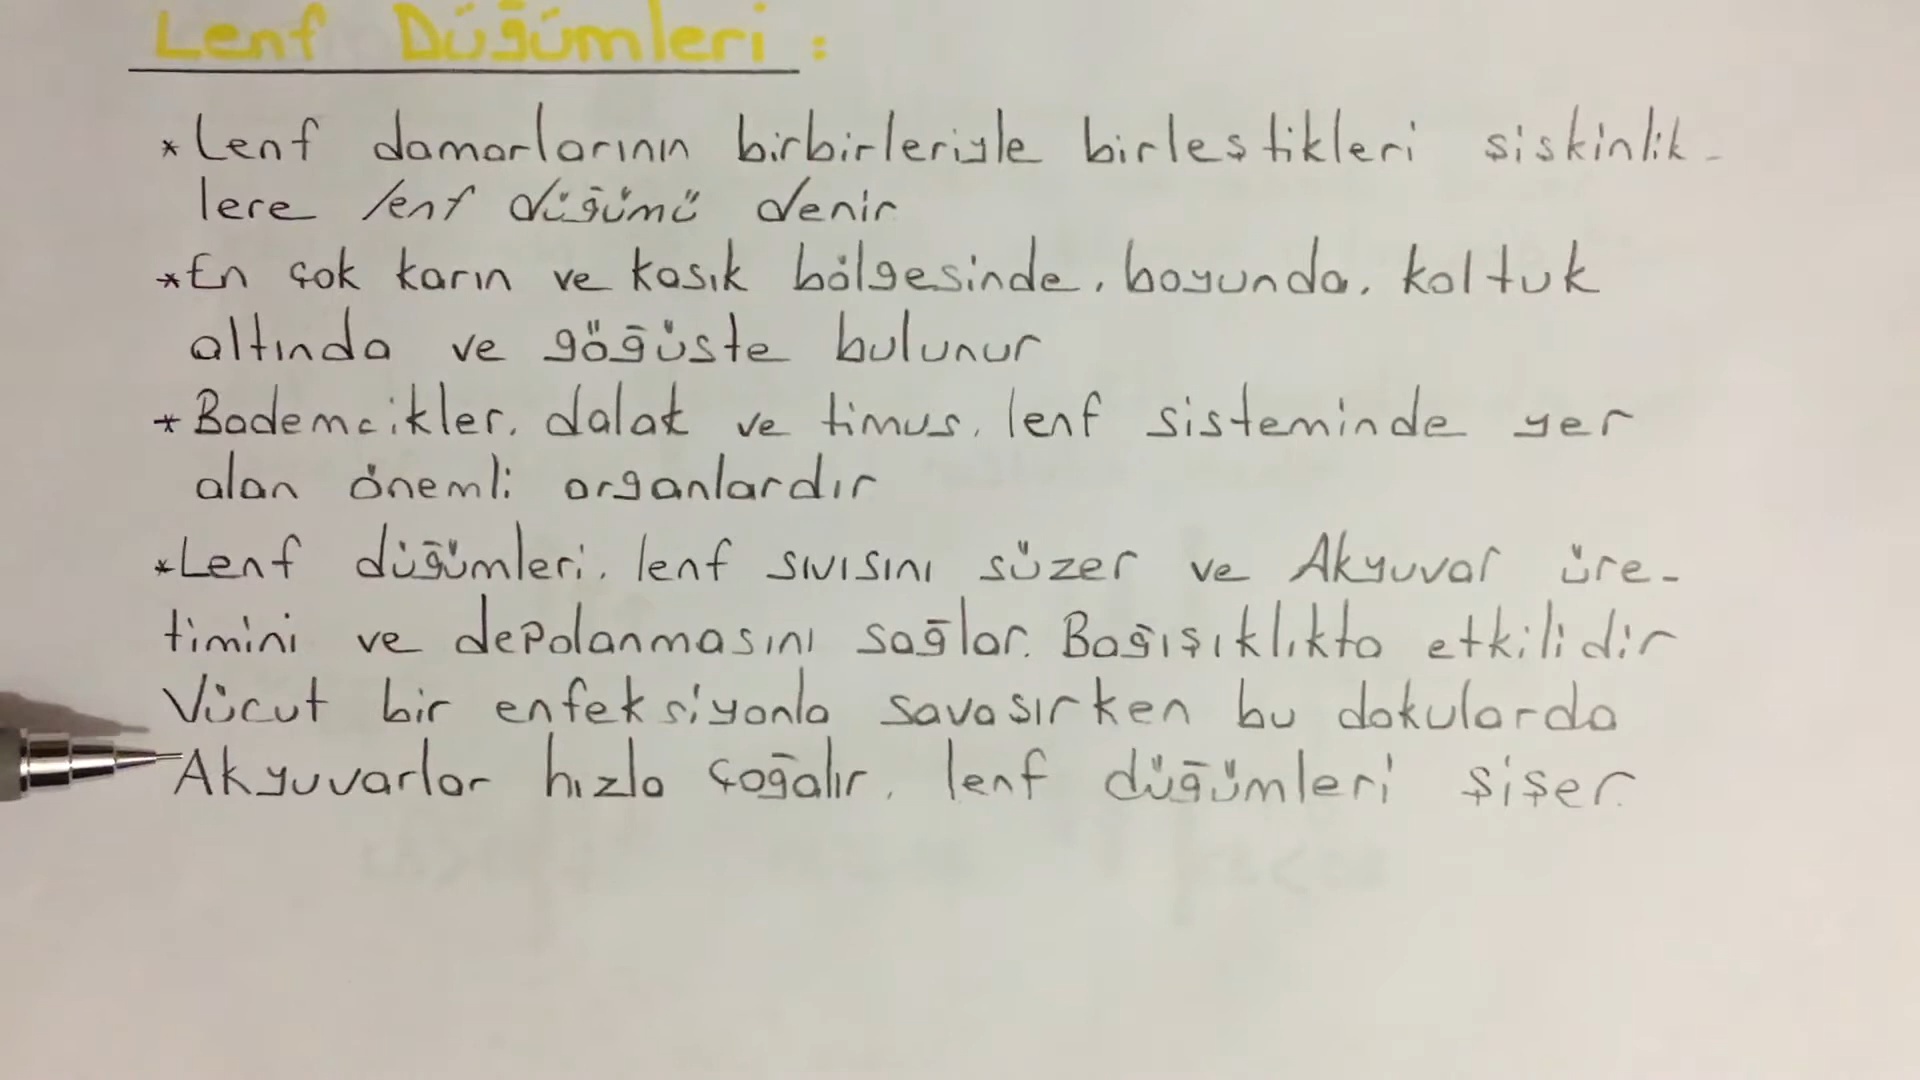 Lenf Düğümleri:
* Lenf damarlarının birbirleriyle birleştikleri şişkinlik-
lere lenf düğümü denir
* En çok karın ve kasık bölgesinde, boyunda, koltuk
altında ve göğüste bulunur
* Bademcikler, dalak ve timus, lenf sisteminde yer
alan önemli organlardır
* Lenf düğümleri, lenf sıvısını süzer ve Akyuvar üre-
timini ve depolanmasını sağlar. Bağışıklıkta etkilidir
Vücut bir enfeksiyonla savaşırken bu dokularda
Akyuvarlar hızla çoğalır, lenf düğümleri şişer.